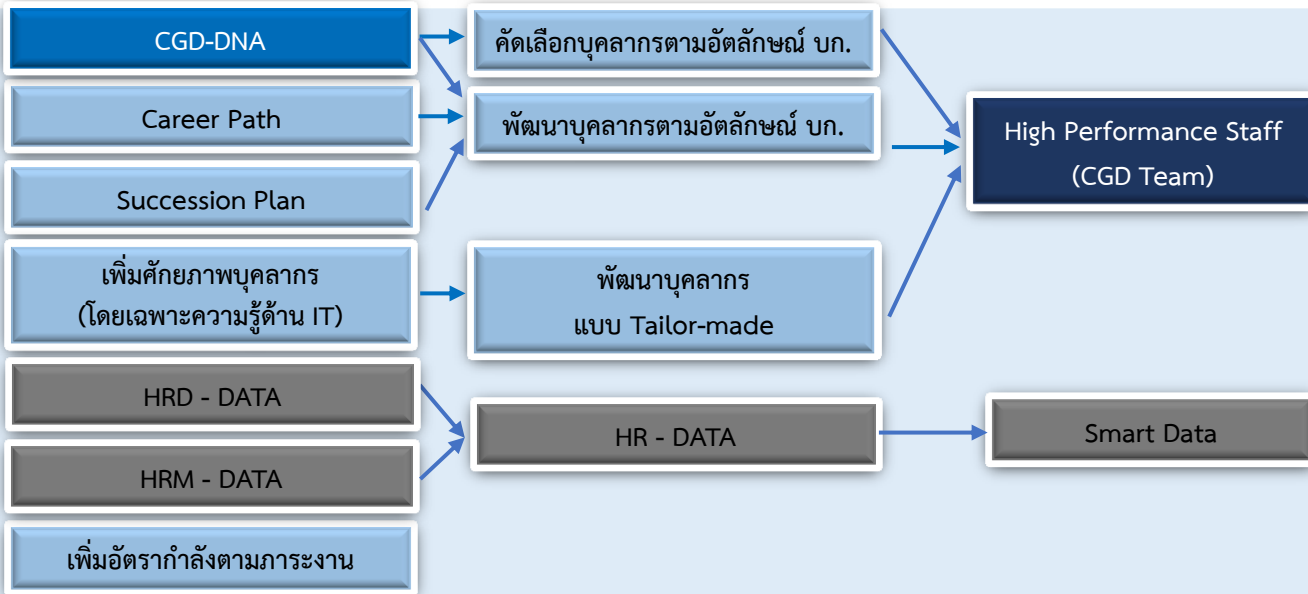 CGD-DNA
คัดเลือกบุคลากรตามอัตลักษณ์ บก.
Career Path
พัฒนาบุคลากรตามอัตลักษณ์ บก.
High Performance Staff
(CGD Team)
Succession Plan
เพิ่มศักยภาพบุคลากร
(โดยเฉพาะความรู้ด้าน IT)
พัฒนาบุคลากร
แบบ Tailor-made
HRD - DATA
HR - DATA
Smart Data
HRM - DATA
เพิ่มอัตรากำลังตามภาระงาน